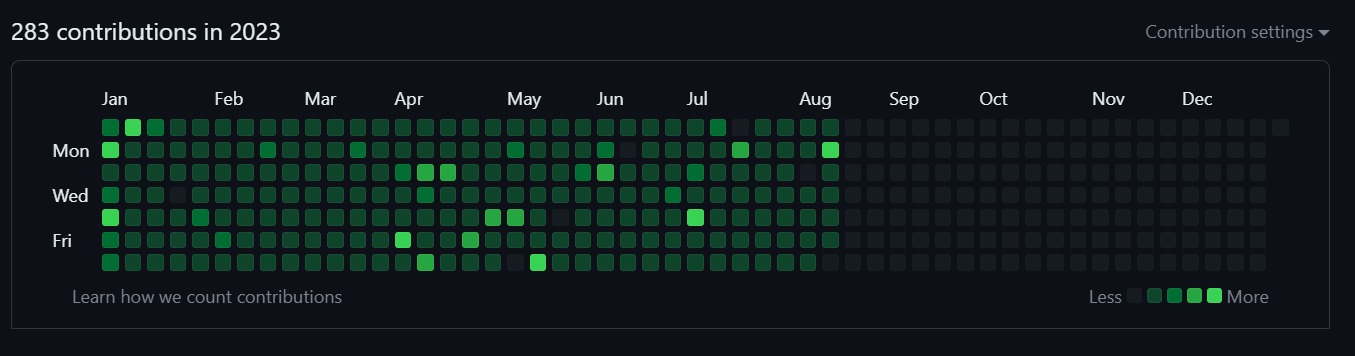 283 contributions in 2023
Contribution settings
Jan Feb Mar Apr May Jun Jul Aug Sep Oct Nov Dec
Mon
Wed
Fri
Learn how we count contributions
Less More